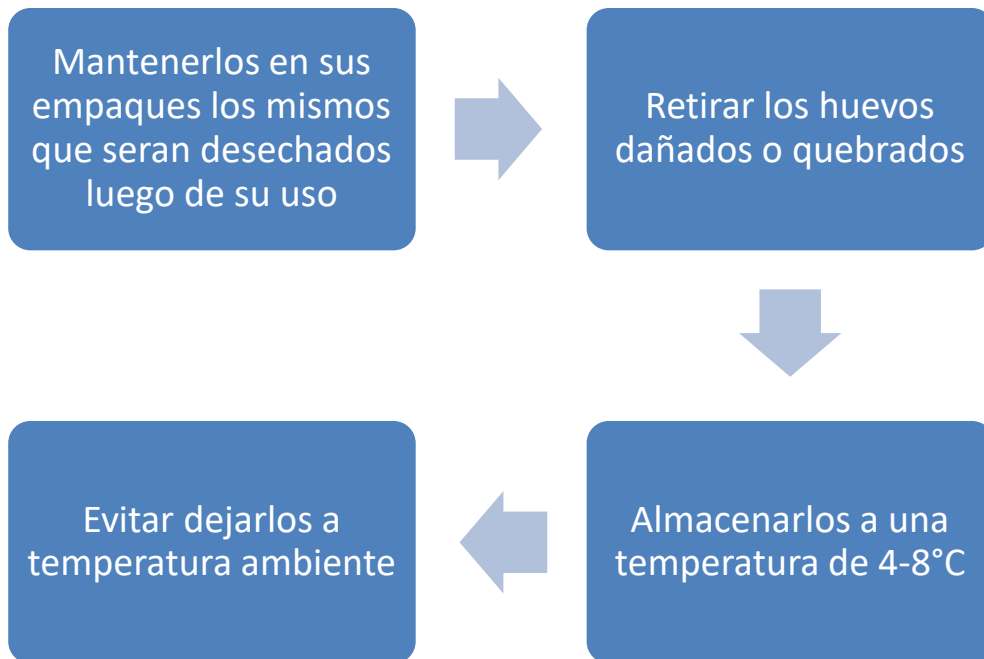 Mantenerlos en sus
empaques los mismos
que seran desechados
luego de su uso
Retirar los huevos
dañados o quebrados
Almacenarlos a una
temperatura de 4-8°C
Evitar dejarlos a
temperatura ambiente